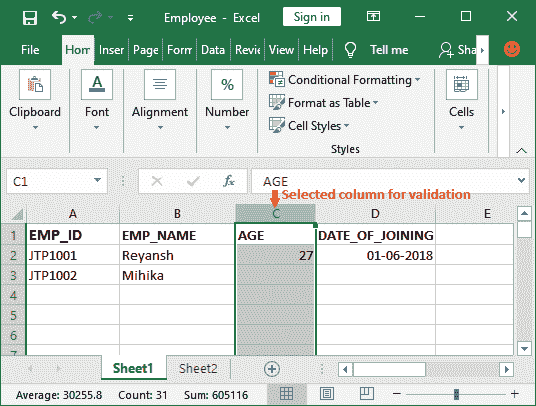 Employee - Excel Sign in
File Hom Inser Page Forr Data Revie View Help Tell me Sha
Clipboard Font Alignment Number Conditional Formatting Format as Table Cell Styles Cells
Styles
C1 fx AGE
Selected column for validation
A B C D E
1 EMP_ID EMP_NAME AGE DATE_OF_JOINING
2 JTP1001 Reyansh 27 01-06-2018
3 JTP1002 Mihika
4
5
6
7
Sheet1 Sheet2
Average: 30255.8 Count: 31 Sum: 605116